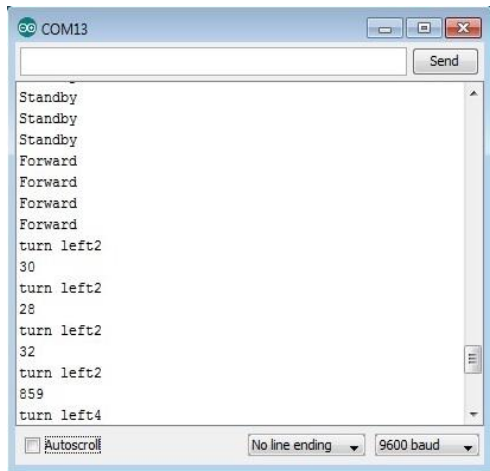 COM13
Send
Standby
Standby
Standby
Forward
Forward
Forward
Forward
turn left2
30
turn left2
28
turn left2
32
turn left2
859
turn left4
Autoscroll
No line ending
9600 baud